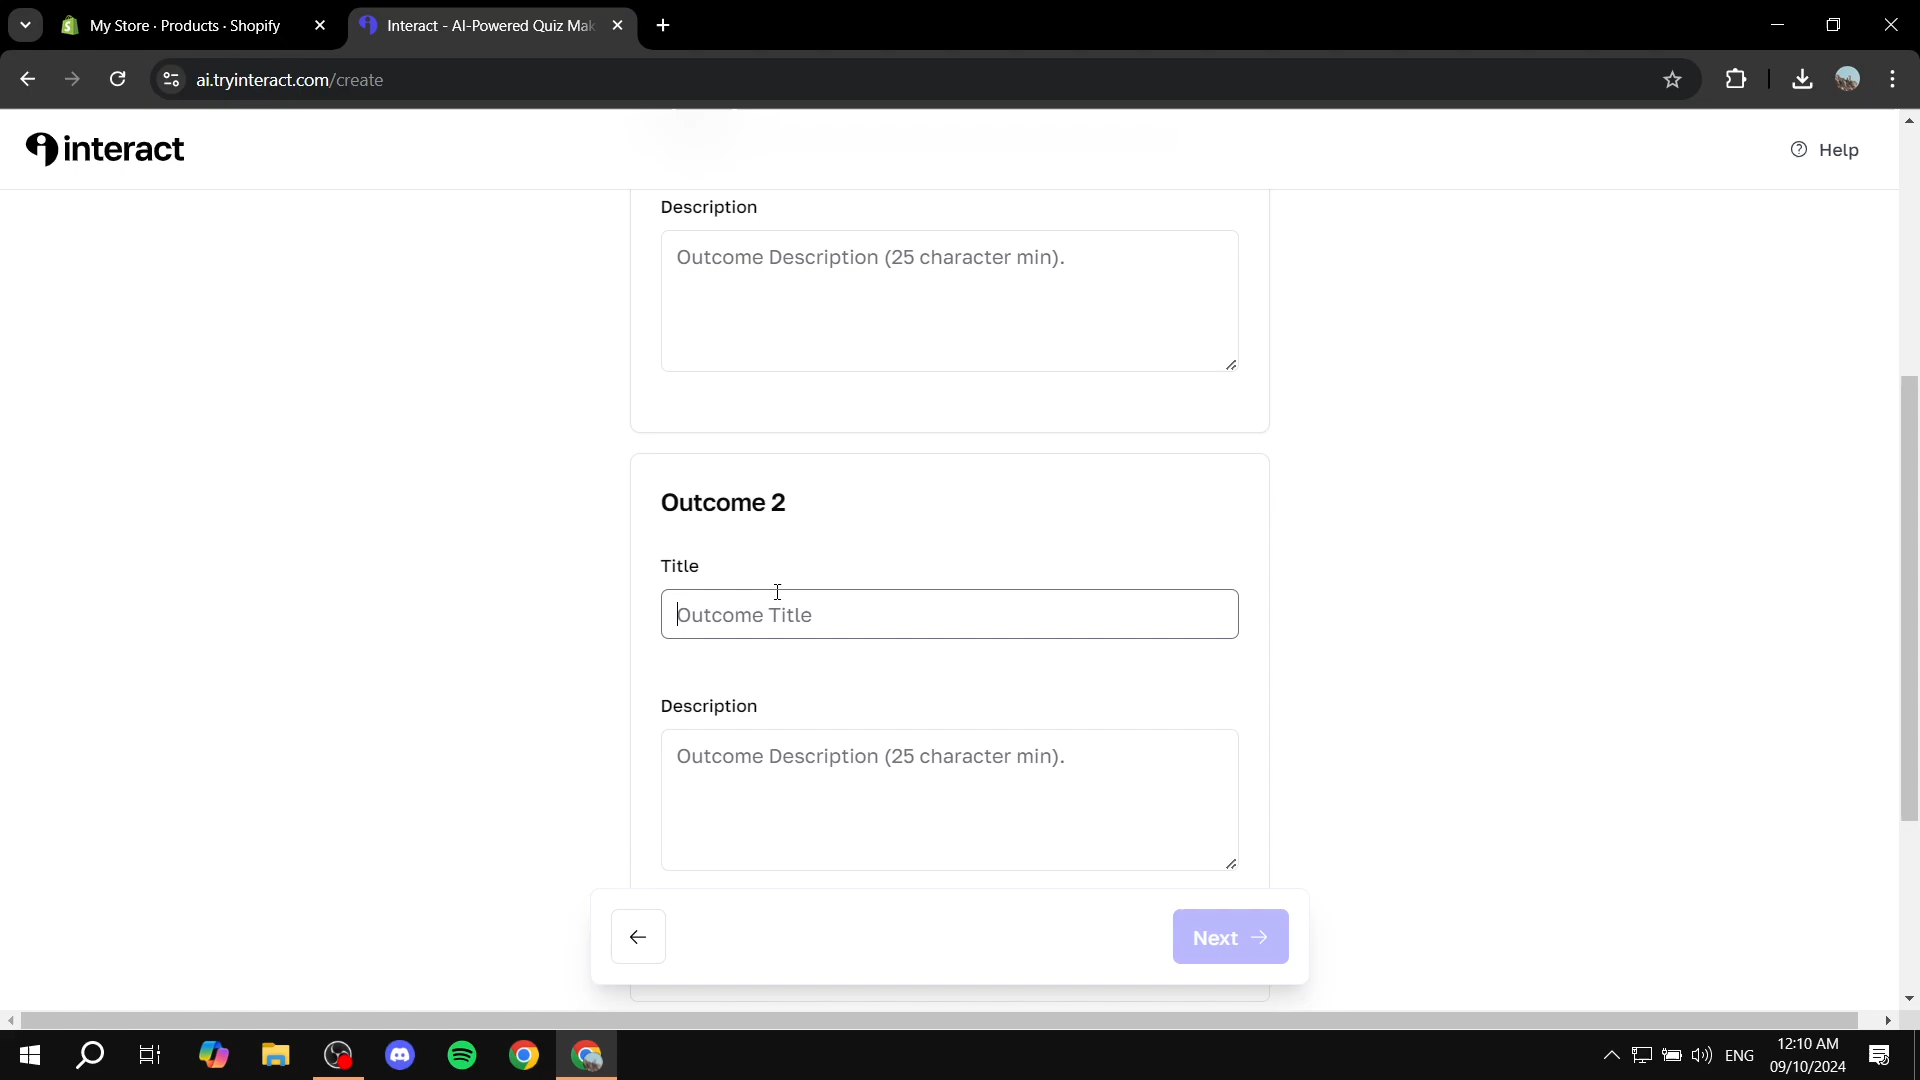 My Store · Products · Shopify
Interact - AI-Powered Quiz Mak
ai.tryinteract.com/create
interact
Help
Description
Outcome Description (25 character min).
Outcome 2
Title
Outcome Title
Description
Outcome Description (25 character min).
Next
ENG
12:10 AM
09/10/2024